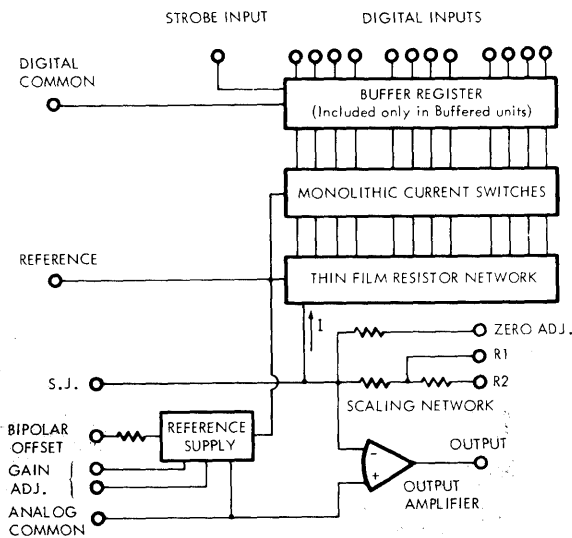 STROBE INPUT
DIGITAL INPUTS
DIGITAL
COMMON
BUFFER REGISTER
(Included only in Buffered units)
MONOLITHIC CURRENT SWITCHES
REFERENCE
THIN FILM RESISTOR NETWORK
I
ZERO ADJ.
R1
S.J.
R2
SCALING NETWORK
BIPOLAR
OFFSET
REFERENCE
SUPPLY
GAIN
ADJ.
-
+
OUTPUT
OUTPUT
AMPLIFIER
ANALOG
COMMON